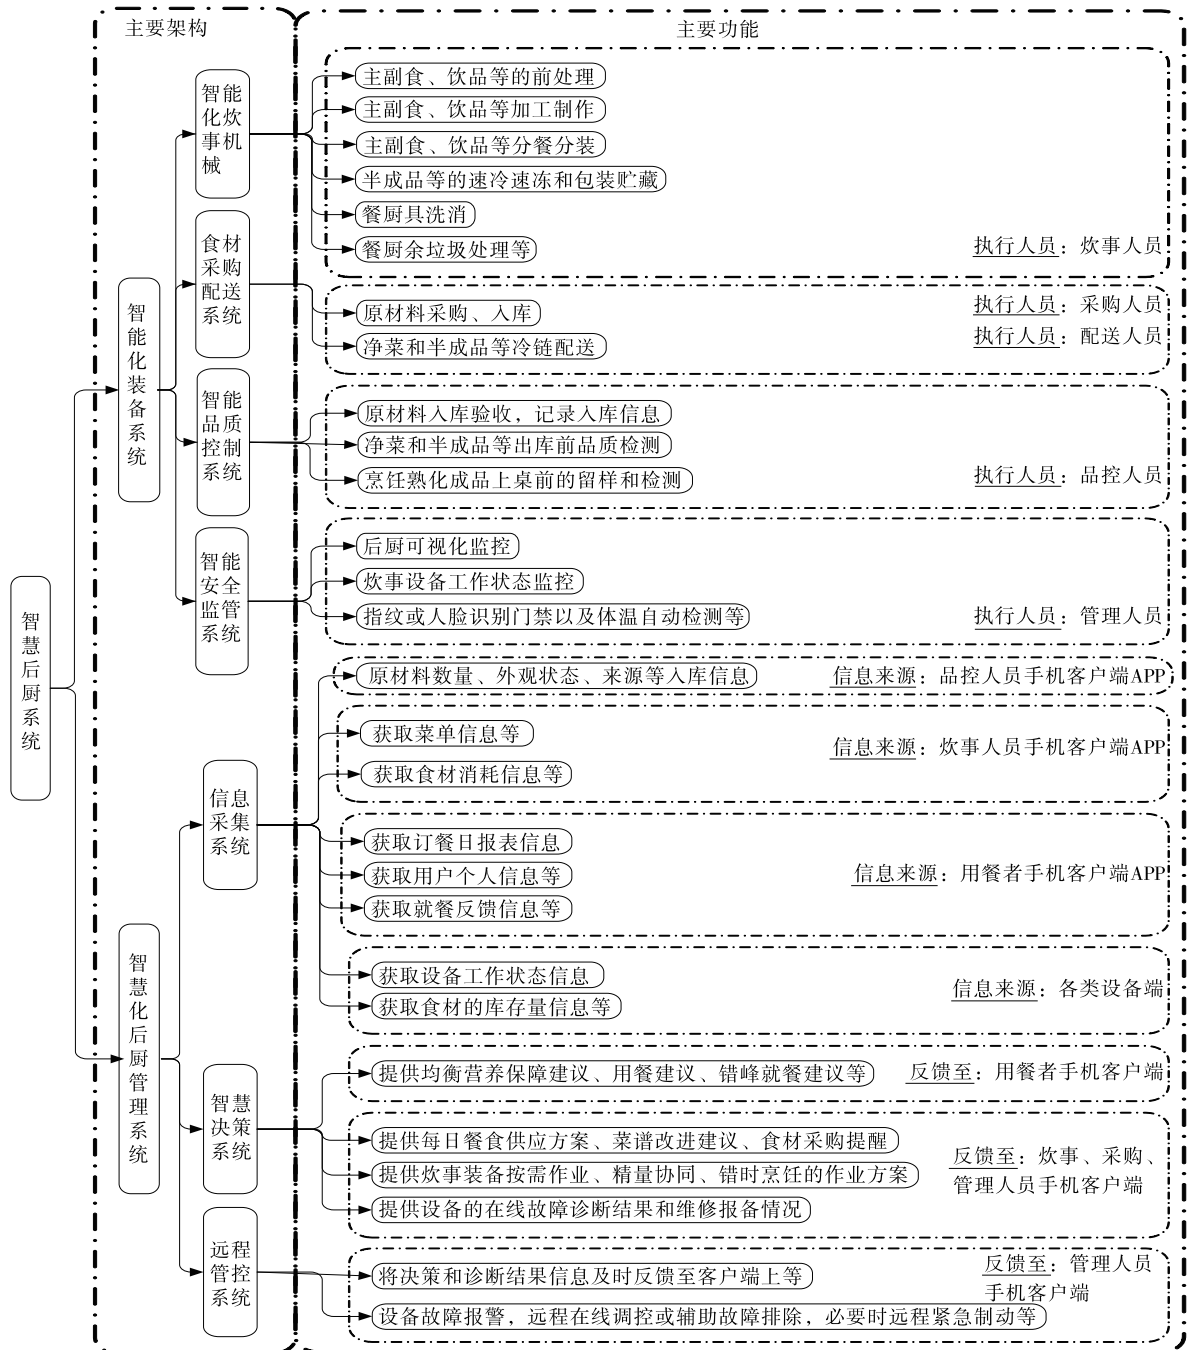 主要架构
主要功能
智慧后厨系统
智能化装备系统
智能
化炊
事机
械
主副食、饮品等的前处理
主副食、饮品等加工制作
主副食、饮品等分餐分装
半成品等的速冷速冻和包装贮藏
餐厨具洗消
餐厨余垃圾处理等
执行人员：炊事人员
食材
采购
配送
系统
原材料采购、入库
净菜和半成品等冷链配送
执行人员：采购人员
执行人员：配送人员
智能
品质
控制
系统
原材料入库验收，记录入库信息
净菜和半成品等出库前品质检测
烹饪熟化成品上桌前的留样和检测
执行人员：品控人员
智能
安全
监管
系统
后厨可视化监控
炊事设备工作状态监控
指纹或人脸识别门禁以及体温自动检测等
执行人员：管理人员
智慧化后厨管理系统
信息
采集
系统
原材料数量、外观状态、来源等入库信息
信息来源：品控人员手机客户端APP
获取菜单信息等
获取食材消耗信息等
信息来源：炊事人员手机客户端APP
获取订餐日报表信息
获取用户个人信息等
获取就餐反馈信息等
信息来源：用餐者手机客户端APP
获取设备工作状态信息
获取食材的库存量信息等
信息来源：各类设备端
智慧
决策
系统
提供均衡营养保障建议、用餐建议、错峰就餐建议等
反馈至：用餐者手机客户端
提供每日餐食供应方案、菜谱改进建议、食材采购提醒
提供炊事装备按需作业、精量协同、错时烹饪的作业方案
提供设备的在线故障诊断结果和维修报备情况
反馈至：炊事、采购、
管理人员手机客户端
远程
管控
系统
将决策和诊断结果信息及时反馈至客户端上等
设备故障报警，远程在线调控或辅助故障排除，必要时远程紧急制动等
反馈至：管理人员
手机客户端